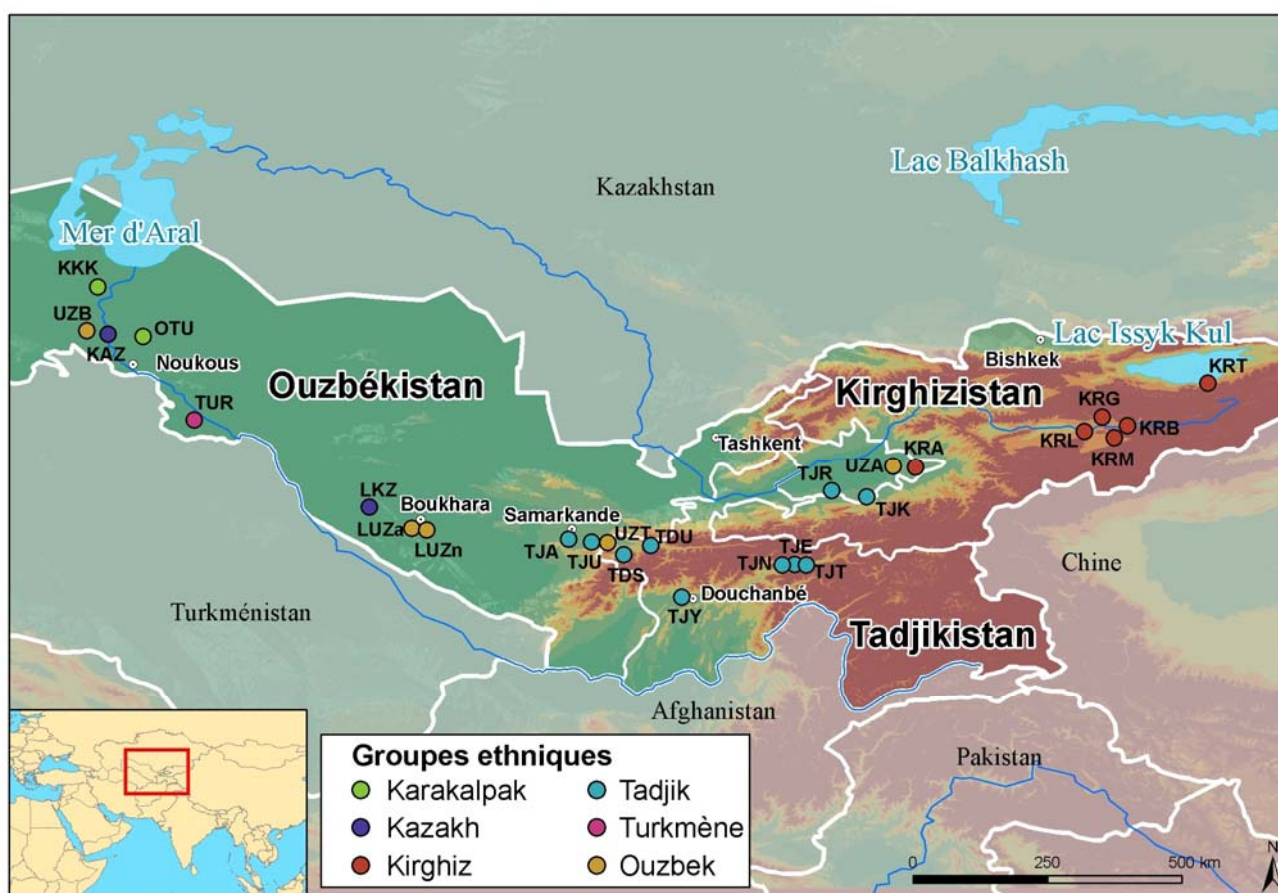 Lac Balkhash
Kazakhstan
Mer d'Aral
KKK
UZB
OTU
KAZ
Noukous
Lac Issyk Kul
Bishkek
KRT
Ouzbékistan
Kirghizistan
KRG
TUR
KRB
KRL
KRM
Tashkent
UZA
KRA
TJR
TJK
LKZ
Boukhara
Samarkande
LUZa
LUZn
UZT
TDU
TJA
TJU
TDS
TJE
TJN
TJT
Chine
TJY
Douchanbé
Turkménistan
Tadjikistan
Afghanistan
Pakistan
Groupes ethniques
Karakalpak
Tadjik
Kazakh
Turkmène
Kirghiz
Ouzbek
0 250 500 km
N